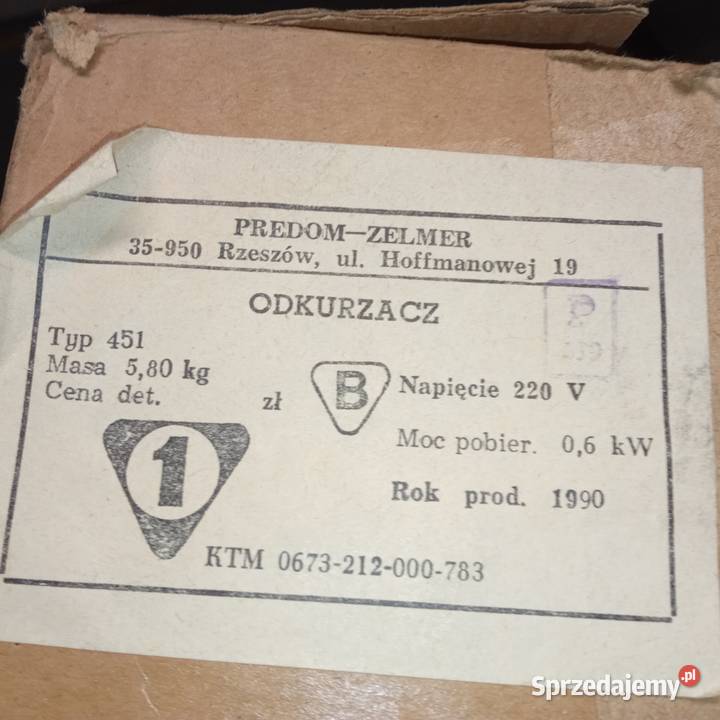 PREDOM—ZELMER
35-950 Rzeszów, ul. Hoffmanowej 19
ODKURZACZ
Typ 451
Masa 5,80 kg
Cena det. zł
B
Napięcie 220 V
Moc pobier. 0,6 kW
Rok prod. 1990
1
KTM 0673-212-000-783
Sprzedajemy.pl